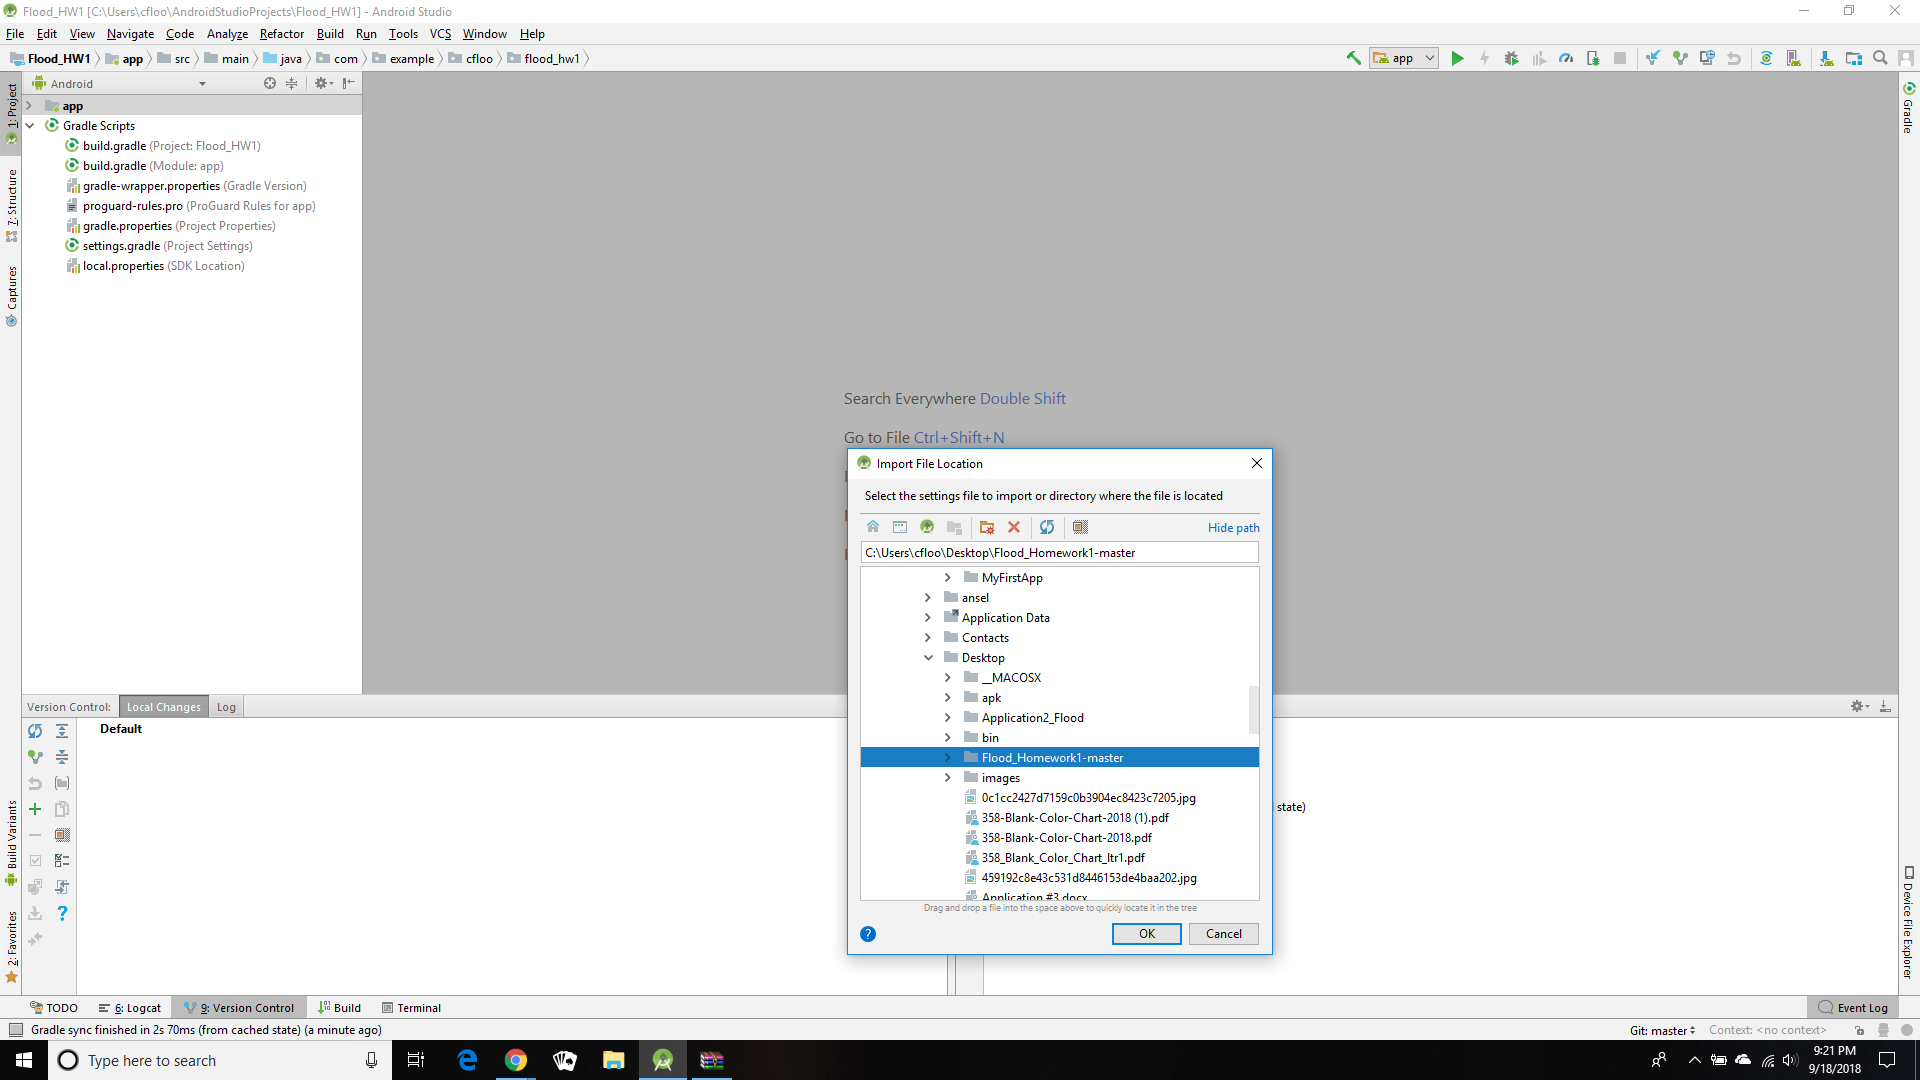 Flood_HW1 [C:\Users\cfloo\AndroidStudioProjects\Flood_HW1] - Android Studio
File Edit View Navigate Code Analyze Refactor Build Run Tools VCS Window Help
Flood_HW1 app src main java com example cfloo flood_hw1 app
Android
1: Project
7: Structure
Captures
Build Variants
2: Favorites
app
Gradle Scripts
build.gradle (Project: Flood_HW1)
build.gradle (Module: app)
gradle-wrapper.properties (Gradle Version)
proguard-rules.pro (ProGuard Rules for app)
gradle.properties (Project Properties)
settings.gradle (Project Settings)
local.properties (SDK Location)
Search Everywhere Double Shift
Go to File Ctrl+Shift+N
Import File Location
Select the settings file to import or directory where the file is located
Hide path
C:\Users\cfloo\Desktop\Flood_Homework1-master
MyFirstApp
ansel
Application Data
Contacts
Desktop
__MACOSX
apk
Application2_Flood
bin
Flood_Homework1-master
images
0c1cc2427d7159c0b3904ec8423c7205.jpg
358-Blank-Color-Chart-2018 (1).pdf
358-Blank-Color-Chart-2018.pdf
358_Blank_Color_Chart_ltr1.pdf
459192c8e43c531d8446153de4baa202.jpg
Application #3.docx
Drag and drop a file into the space above to quickly locate it in the tree
? OK Cancel
state)
Gradle
Device File Explorer
Version Control: Local Changes Log
Default
?
TODO 6: Logcat 9: Version Control Build Terminal Event Log
Gradle sync finished in 2s 70ms (from cached state) (a minute ago) Git: master Context: <no context>
Type here to search
9:21 PM
9/18/2018